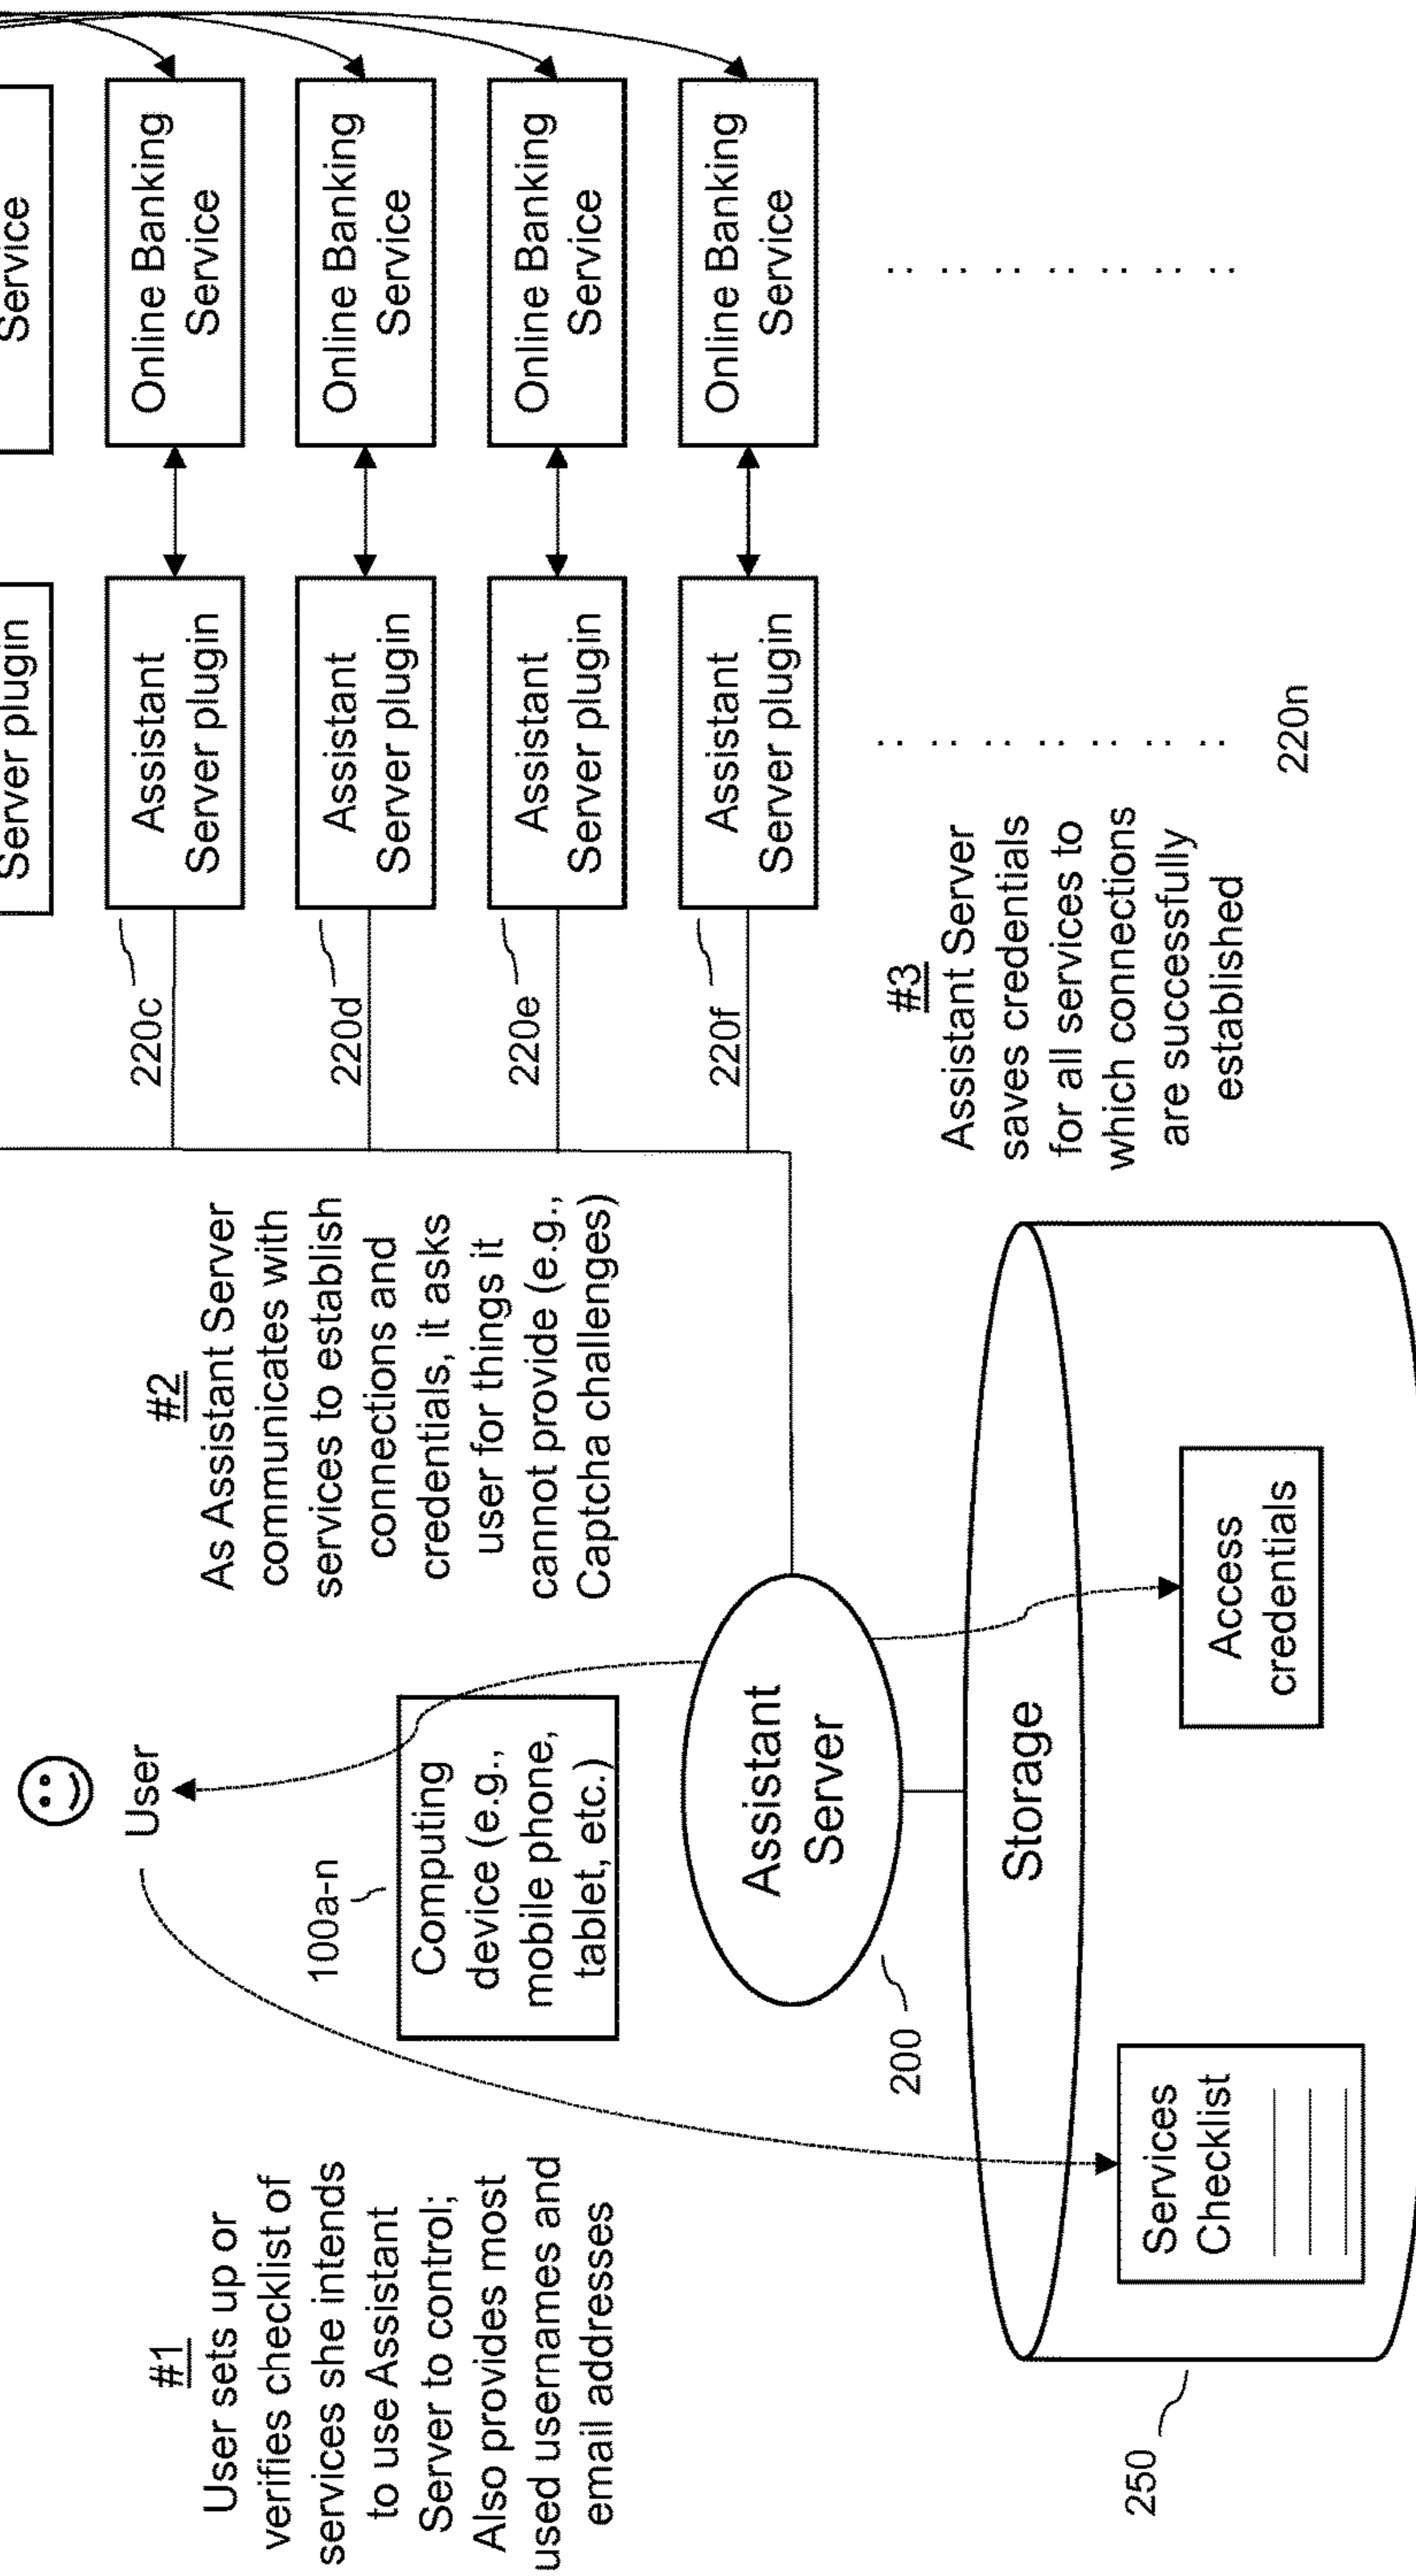 #1
User sets up or
verifies checklist of
services she intends
to use Assistant
Server to control;
Also provides most
used usernames and
email addresses
User
100a-n
Computing
device (e.g.,
mobile phone,
tablet, etc.)
Assistant
Server
200
Storage
250
Services
Checklist
Access
credentials
#2
As Assistant Server
communicates with
services to establish
connections and
credentials, it asks
user for things it
cannot provide (e.g.,
Captcha challenges)
#3
Assistant Server
saves credentials
for all services to
which connections
are successfully
established
Server plugin
220c
Assistant
Server plugin
220d
Assistant
Server plugin
220e
Assistant
Server plugin
220f
Assistant
Server plugin
220n
Service
Online Banking
Service
Online Banking
Service
Online Banking
Service
Online Banking
Service